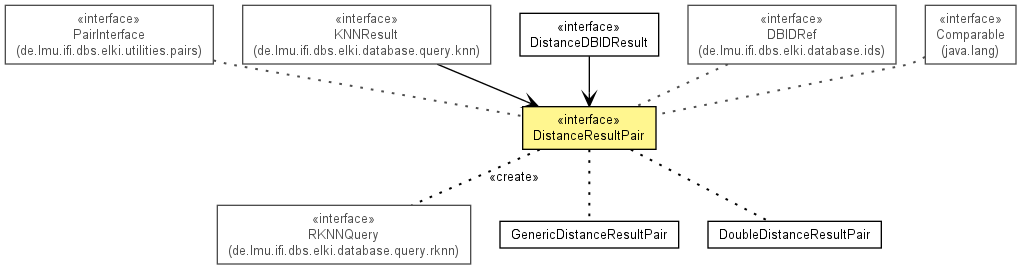 «interface»
PairInterface
(de.lmu.ifi.dbs.elki.utilities.pairs)
«interface»
KNNResult
(de.lmu.ifi.dbs.elki.database.query.knn)
«interface»
DistanceDBIDResult
«interface»
DBIDRef
(de.lmu.ifi.dbs.elki.database.ids)
«interface»
Comparable
(java.lang)
«interface»
DistanceResultPair
«create»
«interface»
RKNNQuery
(de.lmu.ifi.dbs.elki.database.query.rknn)
GenericDistanceResultPair
DoubleDistanceResultPair